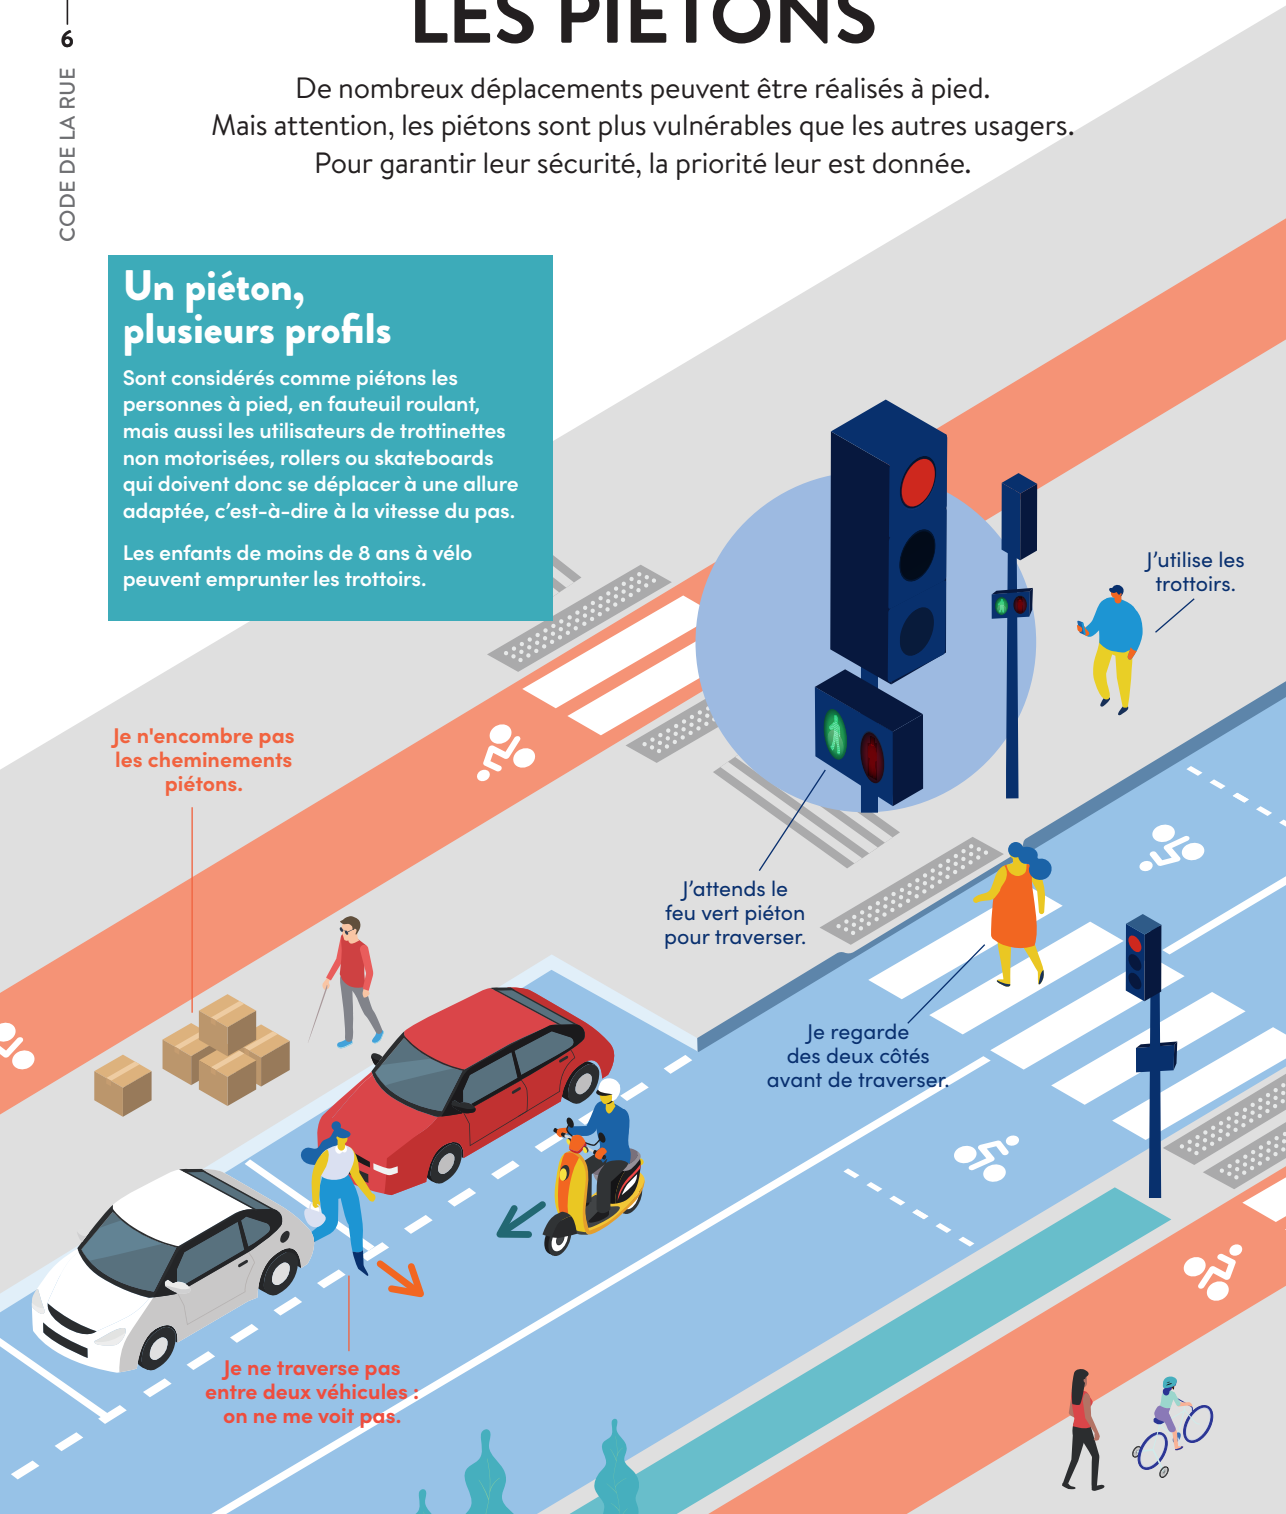 6
CODE DE LA RUE
LES PIÉTONS
De nombreux déplacements peuvent être réalisés à pied.
Mais attention, les piétons sont plus vulnérables que les autres usagers.
Pour garantir leur sécurité, la priorité leur est donnée.
Un piéton,
plusieurs profils
Sont considérés comme piétons les
personnes à pied, en fauteuil roulant,
mais aussi les utilisateurs de trottinettes
non motorisées, rollers ou skateboards
qui doivent donc se déplacer à une allure
adaptée, c’est-à-dire à la vitesse du pas.
Les enfants de moins de 8 ans à vélo
peuvent emprunter les trottoirs.
J’utilise les
trottoirs.
Je n'encombre pas
les cheminements
piétons.
J’attends le
feu vert piéton
pour traverser.
Je regarde
des deux côtés
avant de traverser.
Je ne traverse pas
entre deux véhicules :
on ne me voit pas.